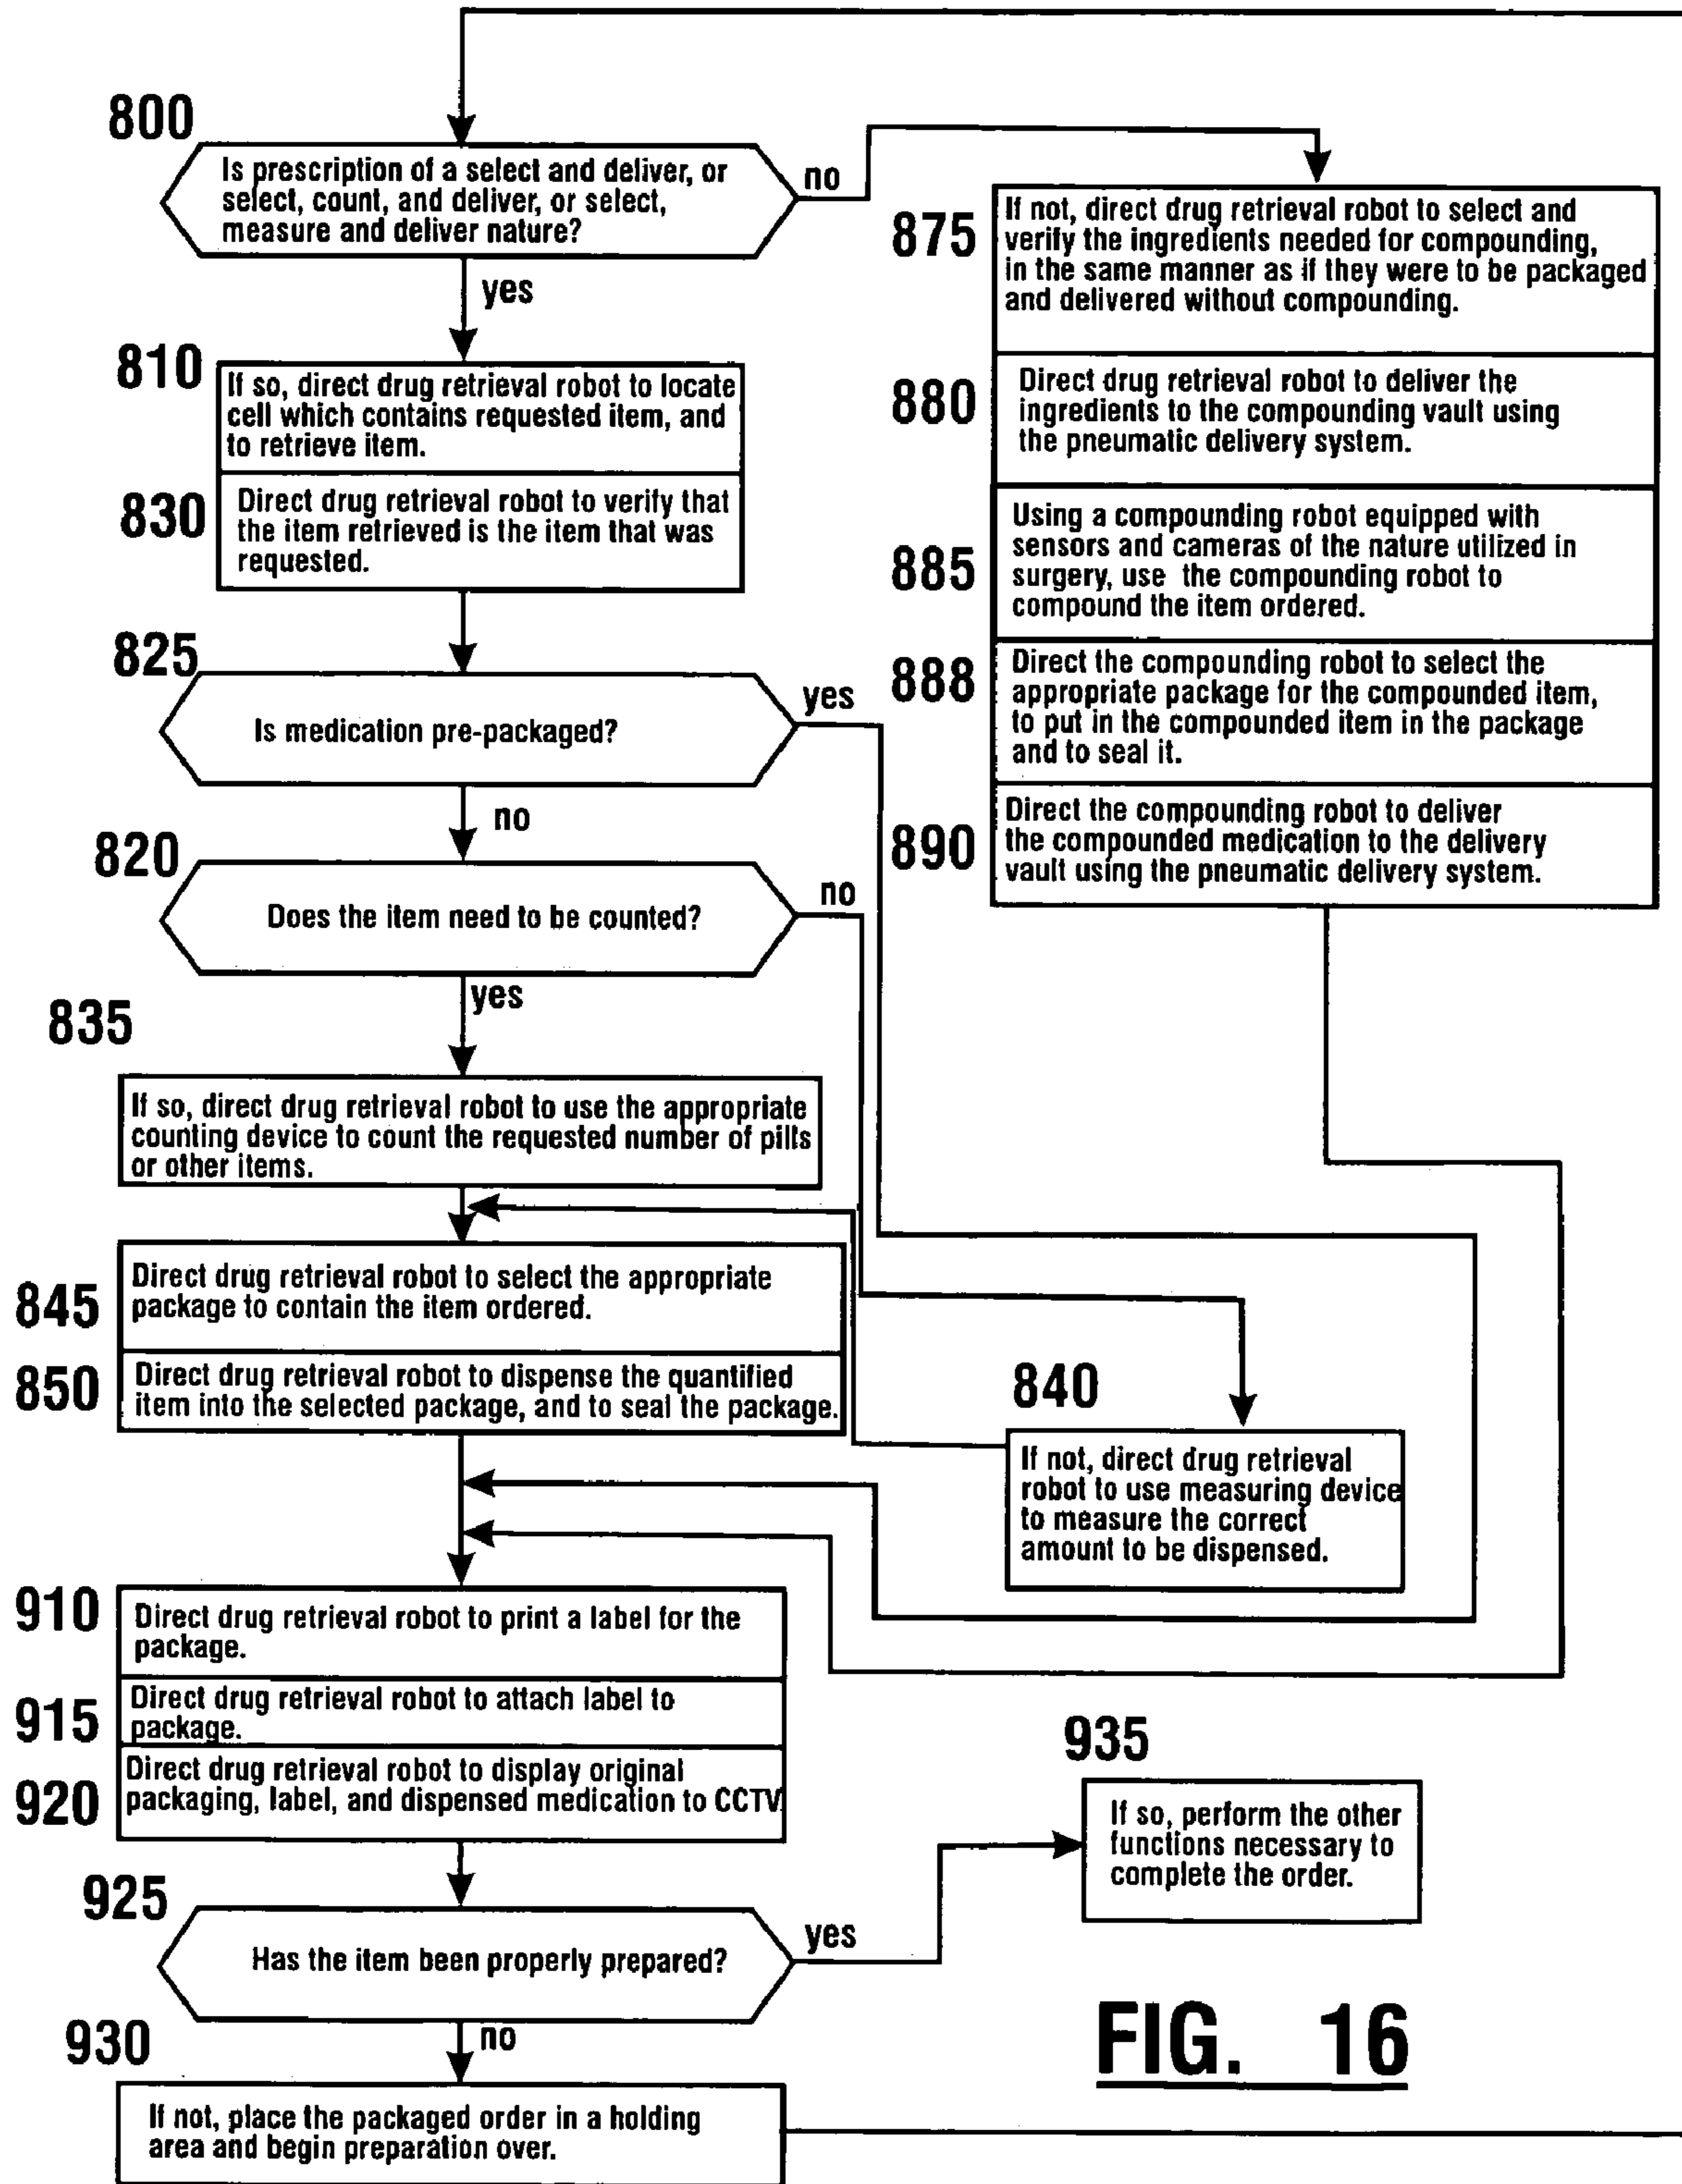 800
Is prescription of a select and deliver, or
select, count, and deliver, or select,
measure and deliver nature?
no
yes
810
If so, direct drug retrieval robot to locate
cell which contains requested item, and
to retrieve item.
830
Direct drug retrieval robot to verify that
the item retrieved is the item that was
requested.
825
Is medication pre-packaged?
yes
no
820
Does the item need to be counted?
no
yes
835
If so, direct drug retrieval robot to use the appropriate
counting device to count the requested number of pills
or other items.
845
Direct drug retrieval robot to select the appropriate
package to contain the item ordered.
850
Direct drug retrieval robot to dispense the quantified
item into the selected package, and to seal the package.
875
If not, direct drug retrieval robot to select and
verify the ingredients needed for compounding,
in the same manner as if they were to be packaged
and delivered without compounding.
880
Direct drug retrieval robot to deliver the
ingredients to the compounding vault using
the pneumatic delivery system.
885
Using a compounding robot equipped with
sensors and cameras of the nature utilized in
surgery, use the compounding robot to
compound the item ordered.
888
Direct the compounding robot to select the
appropriate package for the compounded item,
to put in the compounded item in the package
and to seal it.
890
Direct the compounding robot to deliver
the compounded medication to the delivery
vault using the pneumatic delivery system.
840
If not, direct drug retrieval
robot to use measuring device
to measure the correct
amount to be dispensed.
910
Direct drug retrieval robot to print a label for the
package.
915
Direct drug retrieval robot to attach label to
package.
920
Direct drug retrieval robot to display original
packaging, label, and dispensed medication to CCTV.
925
Has the item been properly prepared?
yes
no
935
If so, perform the other
functions necessary to
complete the order.
930
If not, place the packaged order in a holding
area and begin preparation over.
FIG. 16